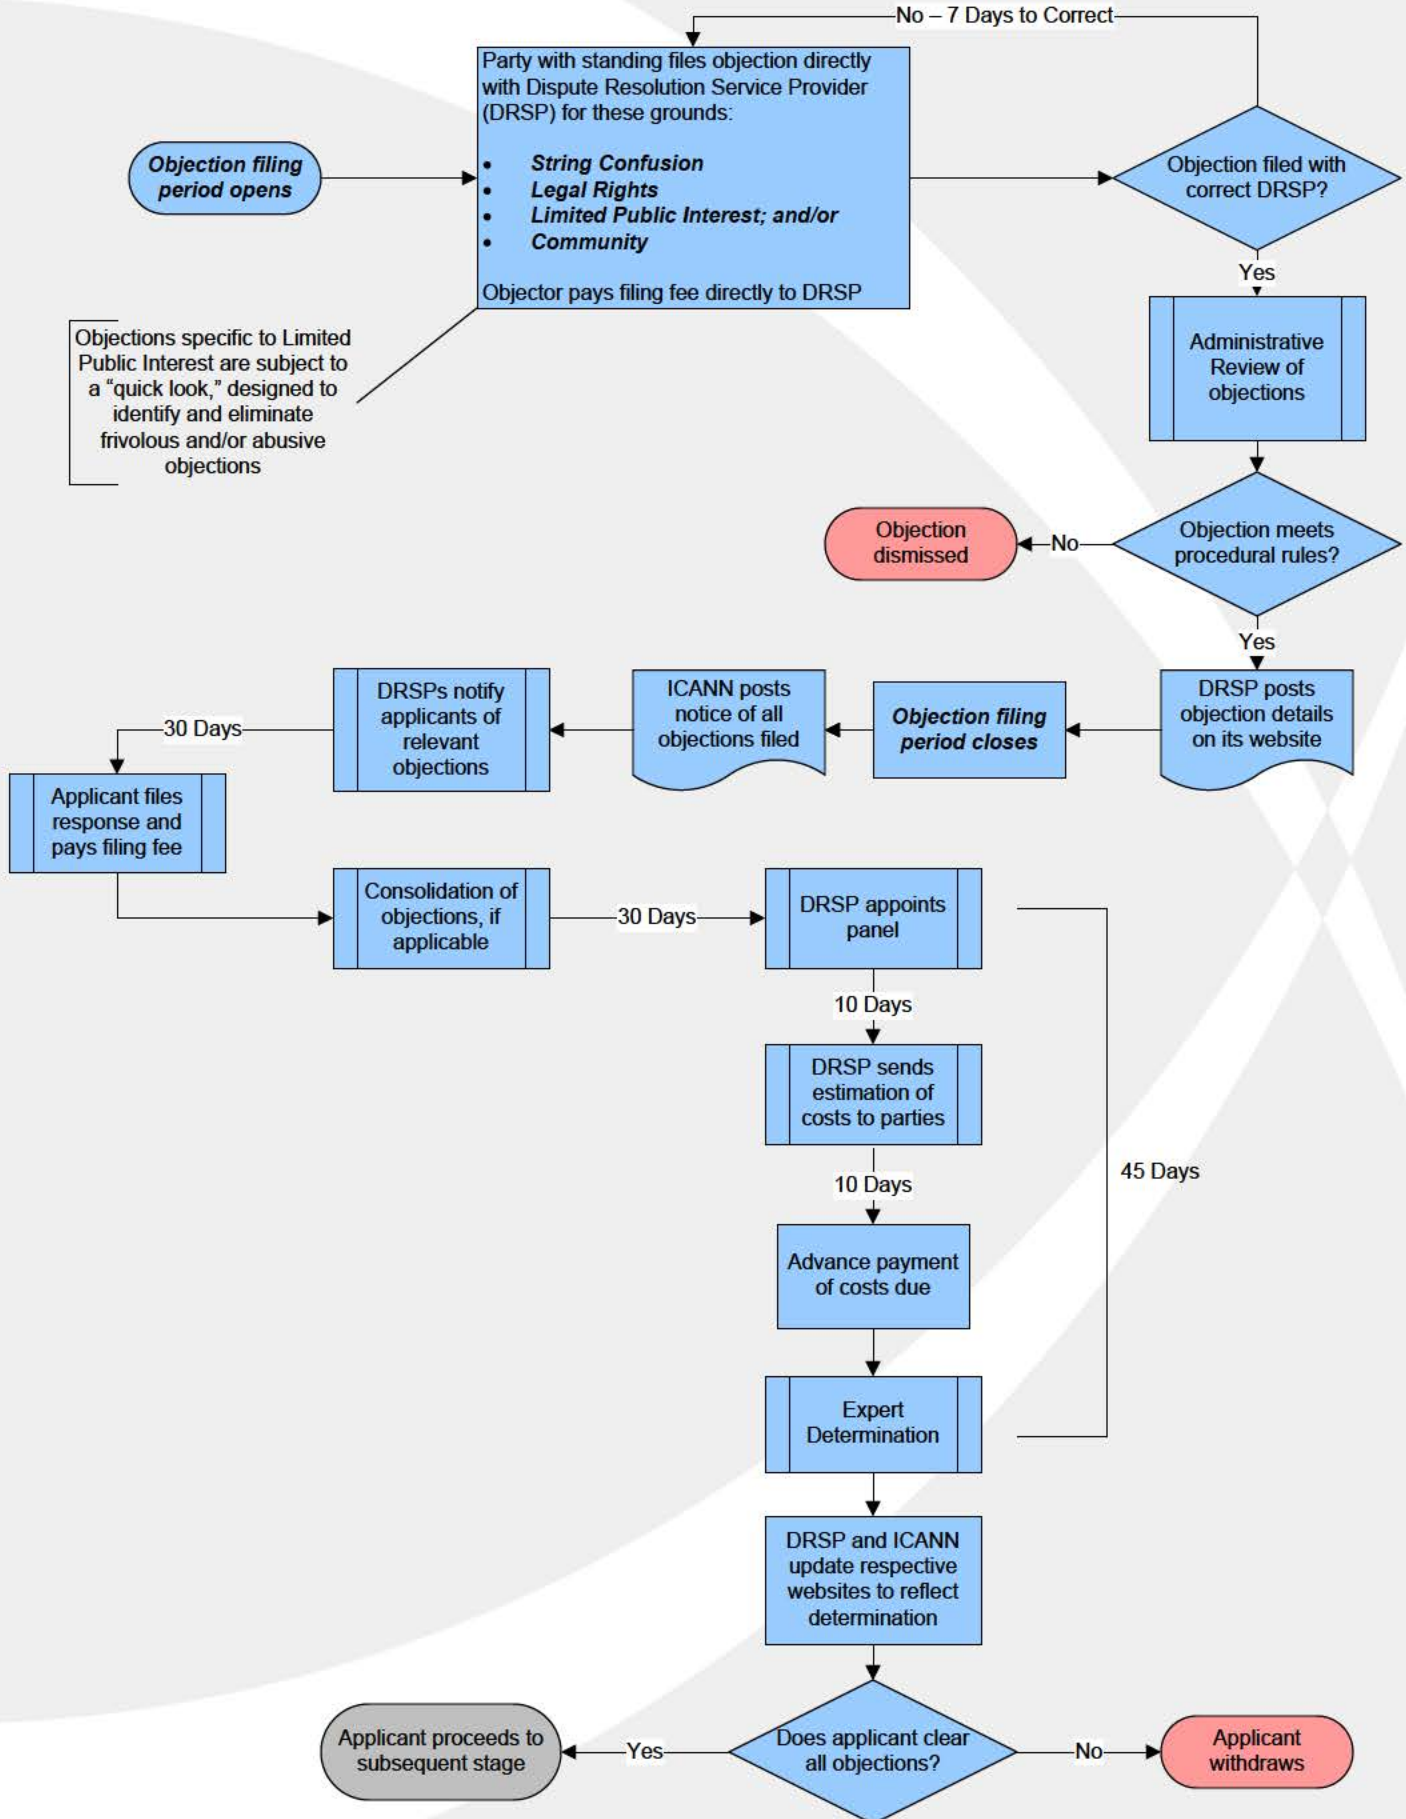 No – 7 Days to Correct
Party with standing files objection directly
with Dispute Resolution Service Provider
(DRSP) for these grounds:
• String Confusion
• Legal Rights
• Limited Public Interest; and/or
• Community
Objector pays filing fee directly to DRSP
Objection filing
period opens
Objection filed with
correct DRSP?
Yes
Objections specific to Limited
Public Interest are subject to
a “quick look,” designed to
identify and eliminate
frivolous and/or abusive
objections
Administrative
Review of
objections
Objection meets
procedural rules?
No
Objection
dismissed
Yes
DRSP posts
objection details
on its website
Objection filing
period closes
ICANN posts
notice of all
objections filed
DRSPs notify
applicants of
relevant
objections
30 Days
Applicant files
response and
pays filing fee
Consolidation of
objections, if
applicable
30 Days
DRSP appoints
panel
10 Days
DRSP sends
estimation of
costs to parties
10 Days
45 Days
Advance payment
of costs due
Expert
Determination
DRSP and ICANN
update respective
websites to reflect
determination
Does applicant clear
all objections?
Yes
Applicant proceeds to
subsequent stage
No
Applicant
withdraws